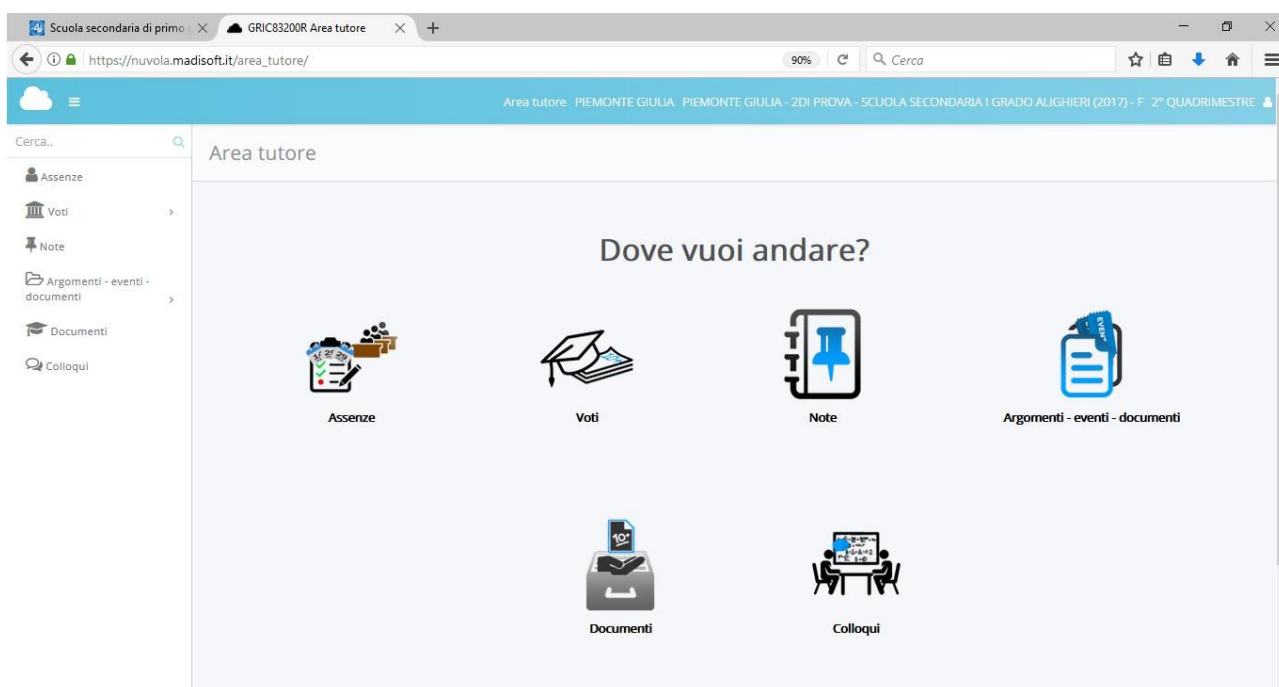 Scuola secondaria di primo
GRIC83200R Area tutore
https://nuvola.madisoft.it/area_tutore/
90%
Cerca
Area tutore PIEMONTE GIULIA PIEMONTE GIULIA - 2DI PROVA - SCUOLA SECONDARIA I GRADO ALIGHIERI (2017) - F 2° QUADRIMESTRE
Cerca..
Area tutore
Assenze
Voti
Note
Argomenti - eventi -
documenti
Documenti
Colloqui
Dove vuoi andare?
Assenze
Voti
Note
Argomenti - eventi - documenti
Documenti
Colloqui